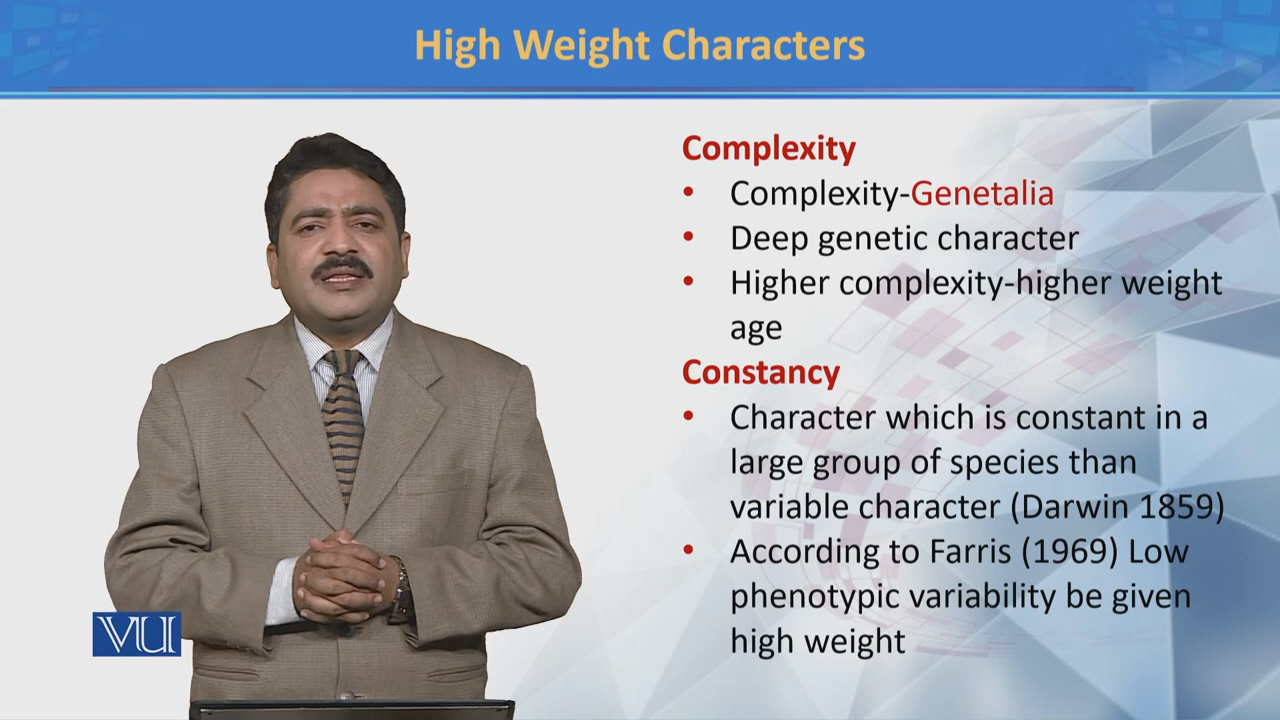 High Weight Characters
Complexity
• Complexity-Genetalia
• Deep genetic character
• Higher complexity-higher weight
age
Constancy
• Character which is constant in a
large group of species than
variable character (Darwin 1859)
• According to Farris (1969) Low
phenotypic variability be given
high weight
VU